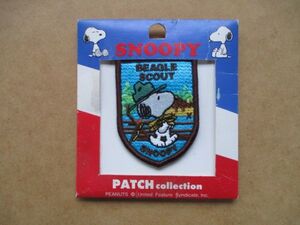 SNOOPY
BEAGLE
SCOUT
SNOOPY
PATCH collection
PEANUTS © United Feature Syndicate, Inc.